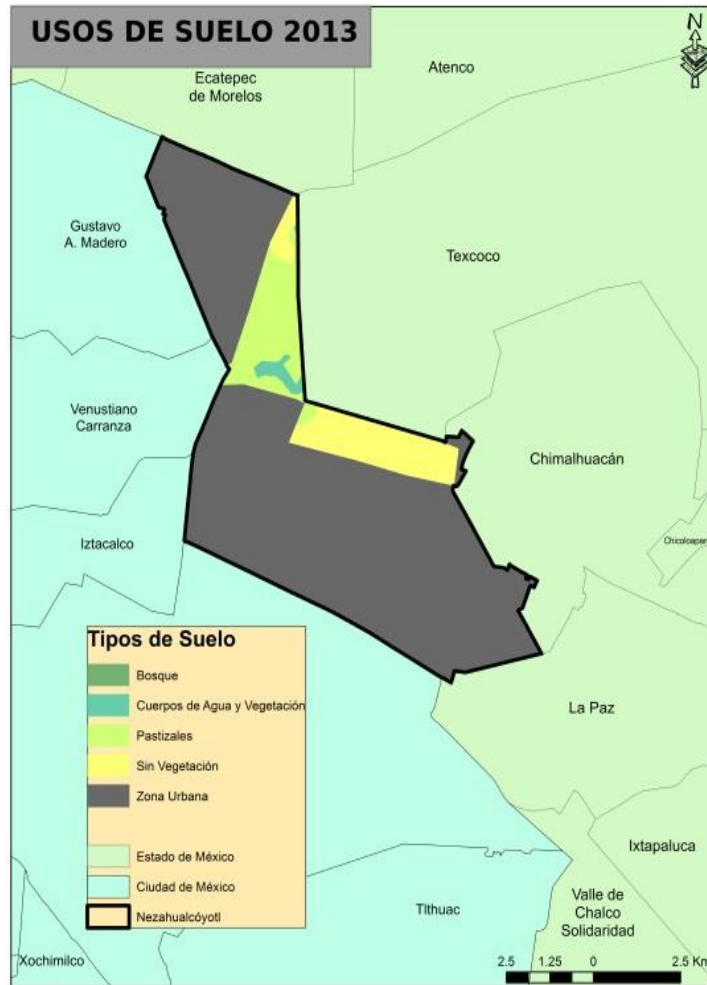 USOS DE SUELO 2013
N
Ecatepec
de Morelos
Atenco
Gustavo
A. Madero
Texcoco
Venustiano
Carranza
Chimalhuacán
Iztacalco
Chicoloapan
Tipos de Suelo
Bosque
Cuerpos de Agua y Vegetación
Pastizales
Sin Vegetación
Zona Urbana
Estado de México
Ciudad de México
Nezahualcóyotl
La Paz
Ixtapaluca
Tlthuac
Valle de
Chalco
Solidaridad
Xochimilco
2.5 1.25 0 2.5 Km